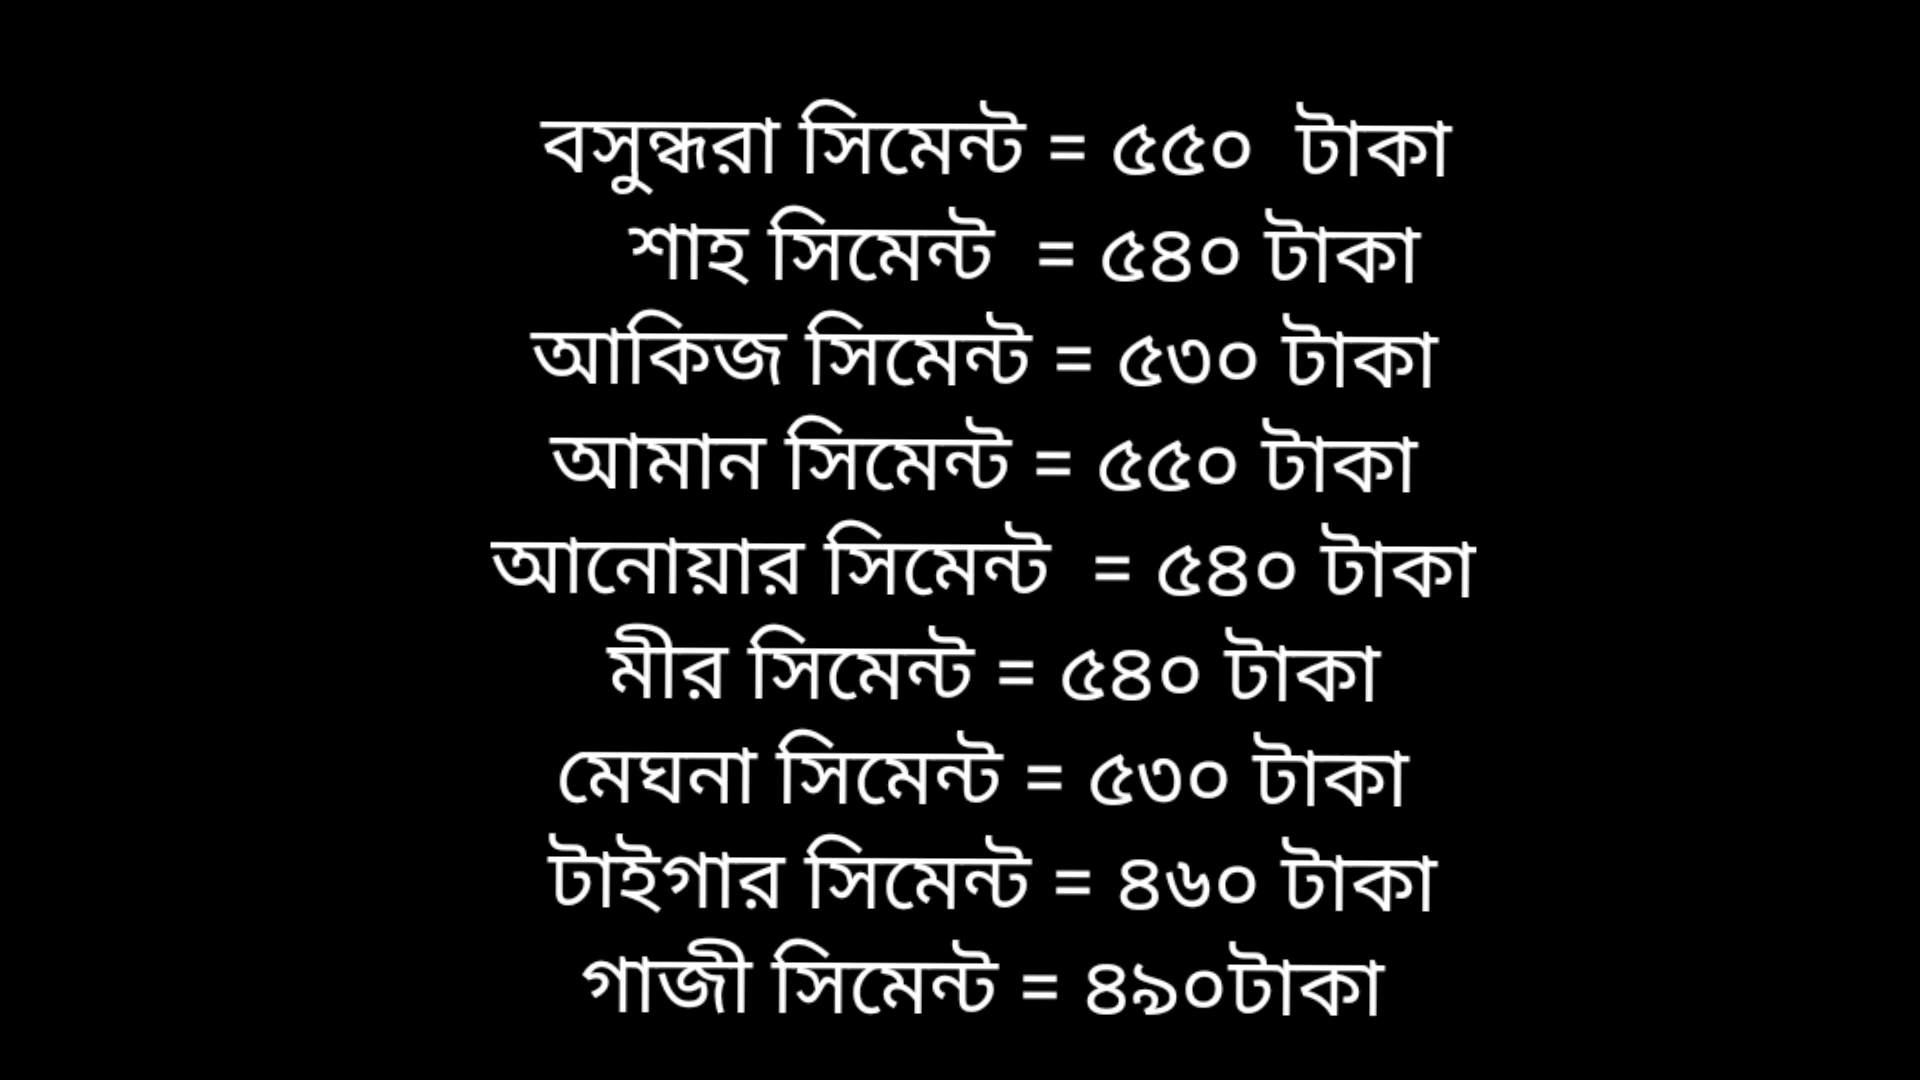 বসুন্ধরা সিমেন্ট = ৫৫০ টাকা
শাহ সিমেন্ট = ৫৪০ টাকা
আকিজ সিমেন্ট = ৫৩০ টাকা
আমান সিমেন্ট = ৫৫০ টাকা
আনোয়ার সিমেন্ট = ৫৪০ টাকা
মীর সিমেন্ট = ৫৪০ টাকা
মেঘনা সিমেন্ট = ৫৩০ টাকা
টাইগার সিমেন্ট = ৪৬০ টাকা
গাজী সিমেন্ট = ৪৯০টাকা